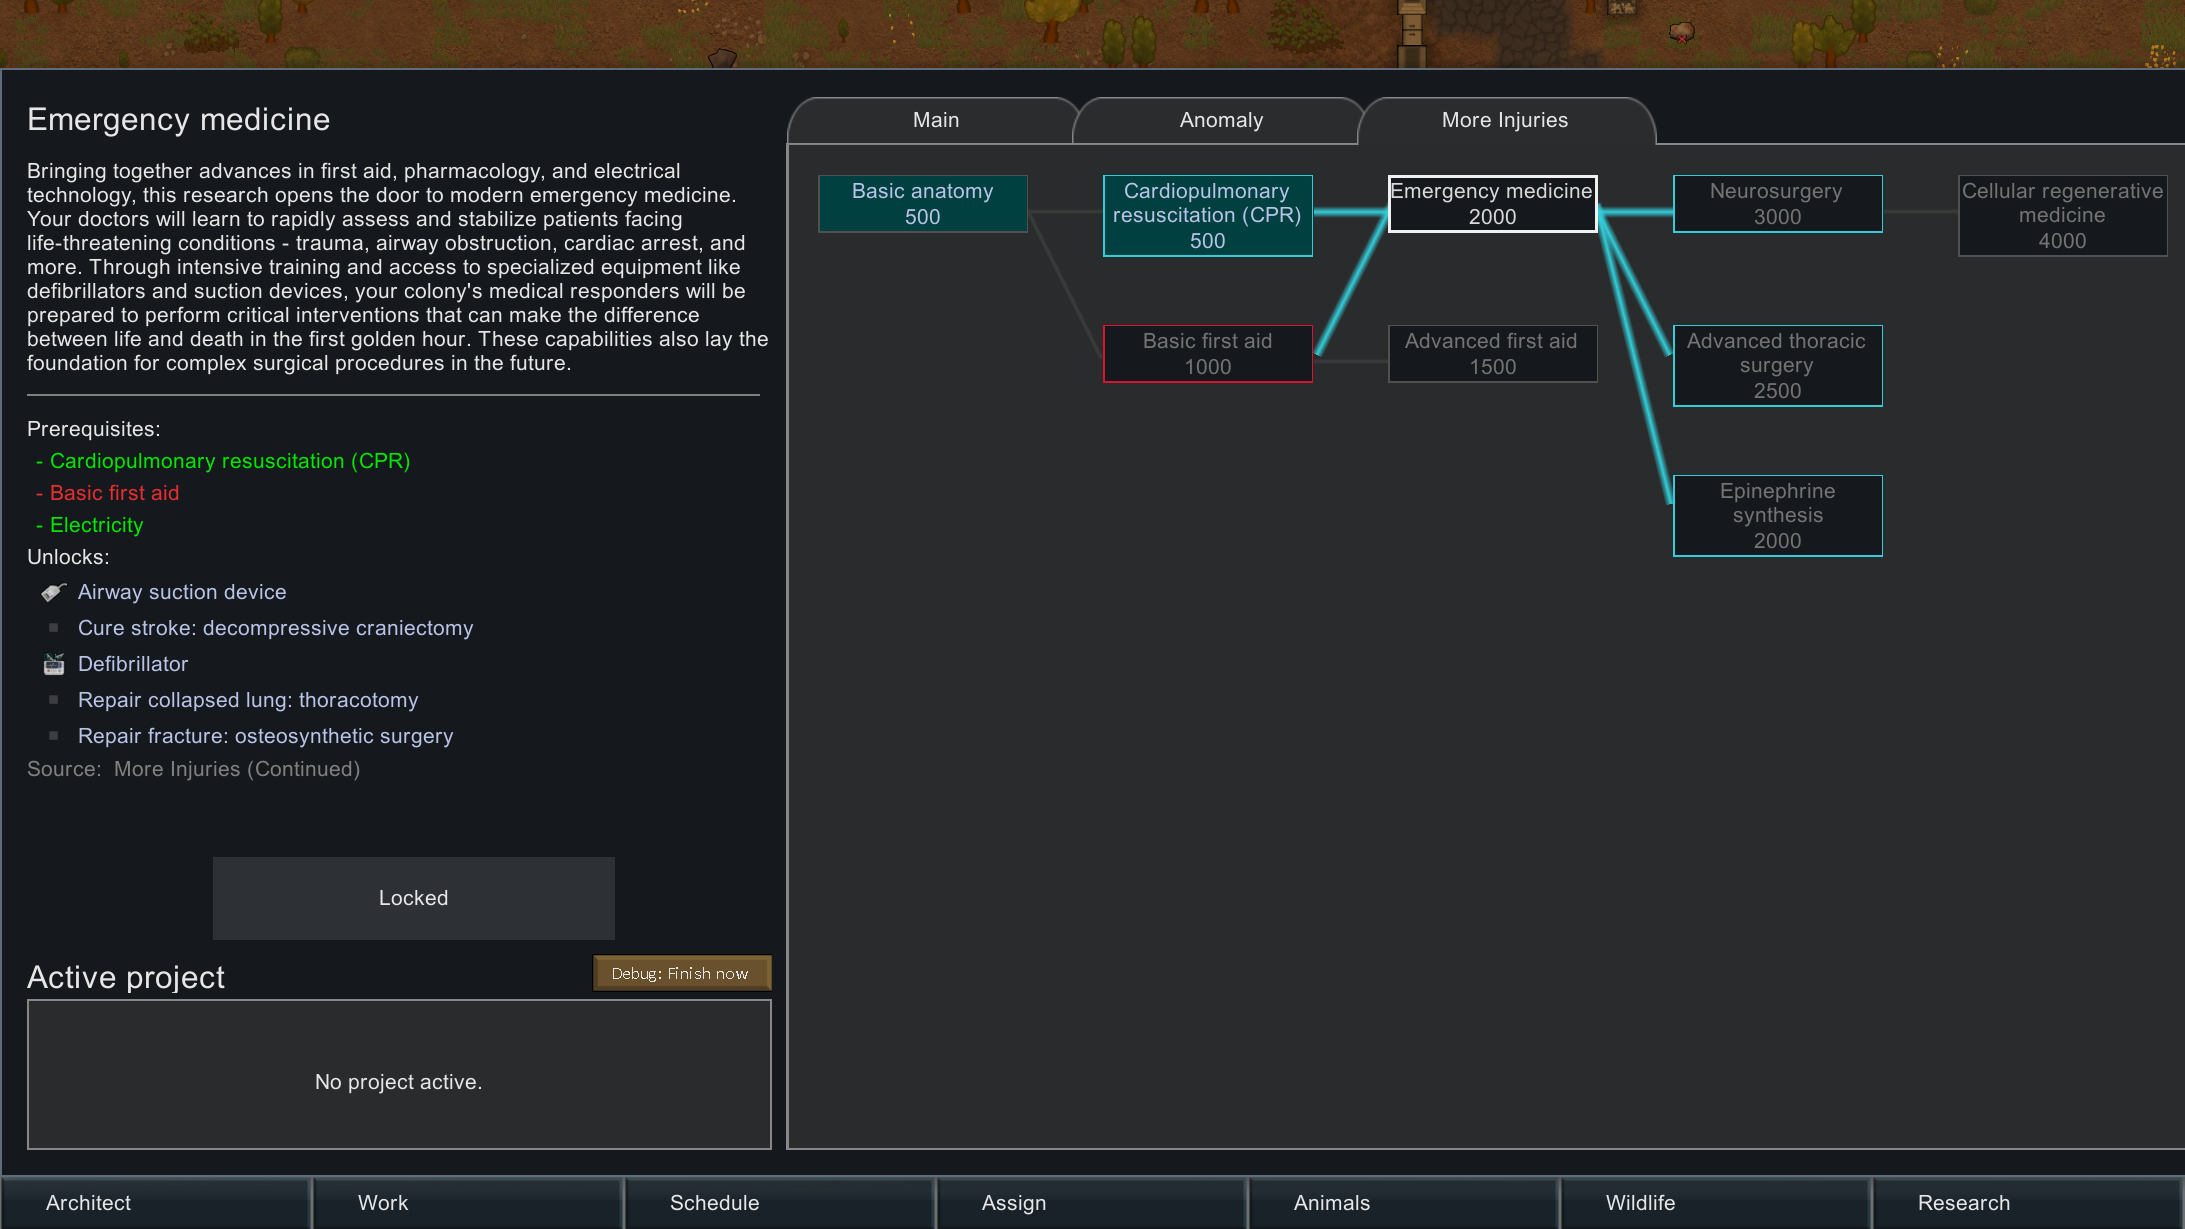 Emergency medicine
Bringing together advances in first aid, pharmacology, and electrical
technology, this research opens the door to modern emergency medicine.
Your doctors will learn to rapidly assess and stabilize patients facing
life-threatening conditions - trauma, airway obstruction, cardiac arrest, and
more. Through intensive training and access to specialized equipment like
defibrillators and suction devices, your colony's medical responders will be
prepared to perform critical interventions that can make the difference
between life and death in the first golden hour. These capabilities also lay the
foundation for complex surgical procedures in the future.
Prerequisites:
- Cardiopulmonary resuscitation (CPR)
- Basic first aid
- Electricity
Unlocks:
Airway suction device
Cure stroke: decompressive craniectomy
Defibrillator
Repair collapsed lung: thoracotomy
Repair fracture: osteosynthetic surgery
Source: More Injuries (Continued)
Locked
Active project
Debug: Finish now
No project active.
Main
Anomaly
More Injuries
Basic anatomy
500
Cardiopulmonary
resuscitation (CPR)
500
Emergency medicine
2000
Neurosurgery
3000
Cellular regenerative
medicine
4000
Basic first aid
1000
Advanced first aid
1500
Advanced thoracic
surgery
2500
Epinephrine
synthesis
2000
Architect
Work
Schedule
Assign
Animals
Wildlife
Research